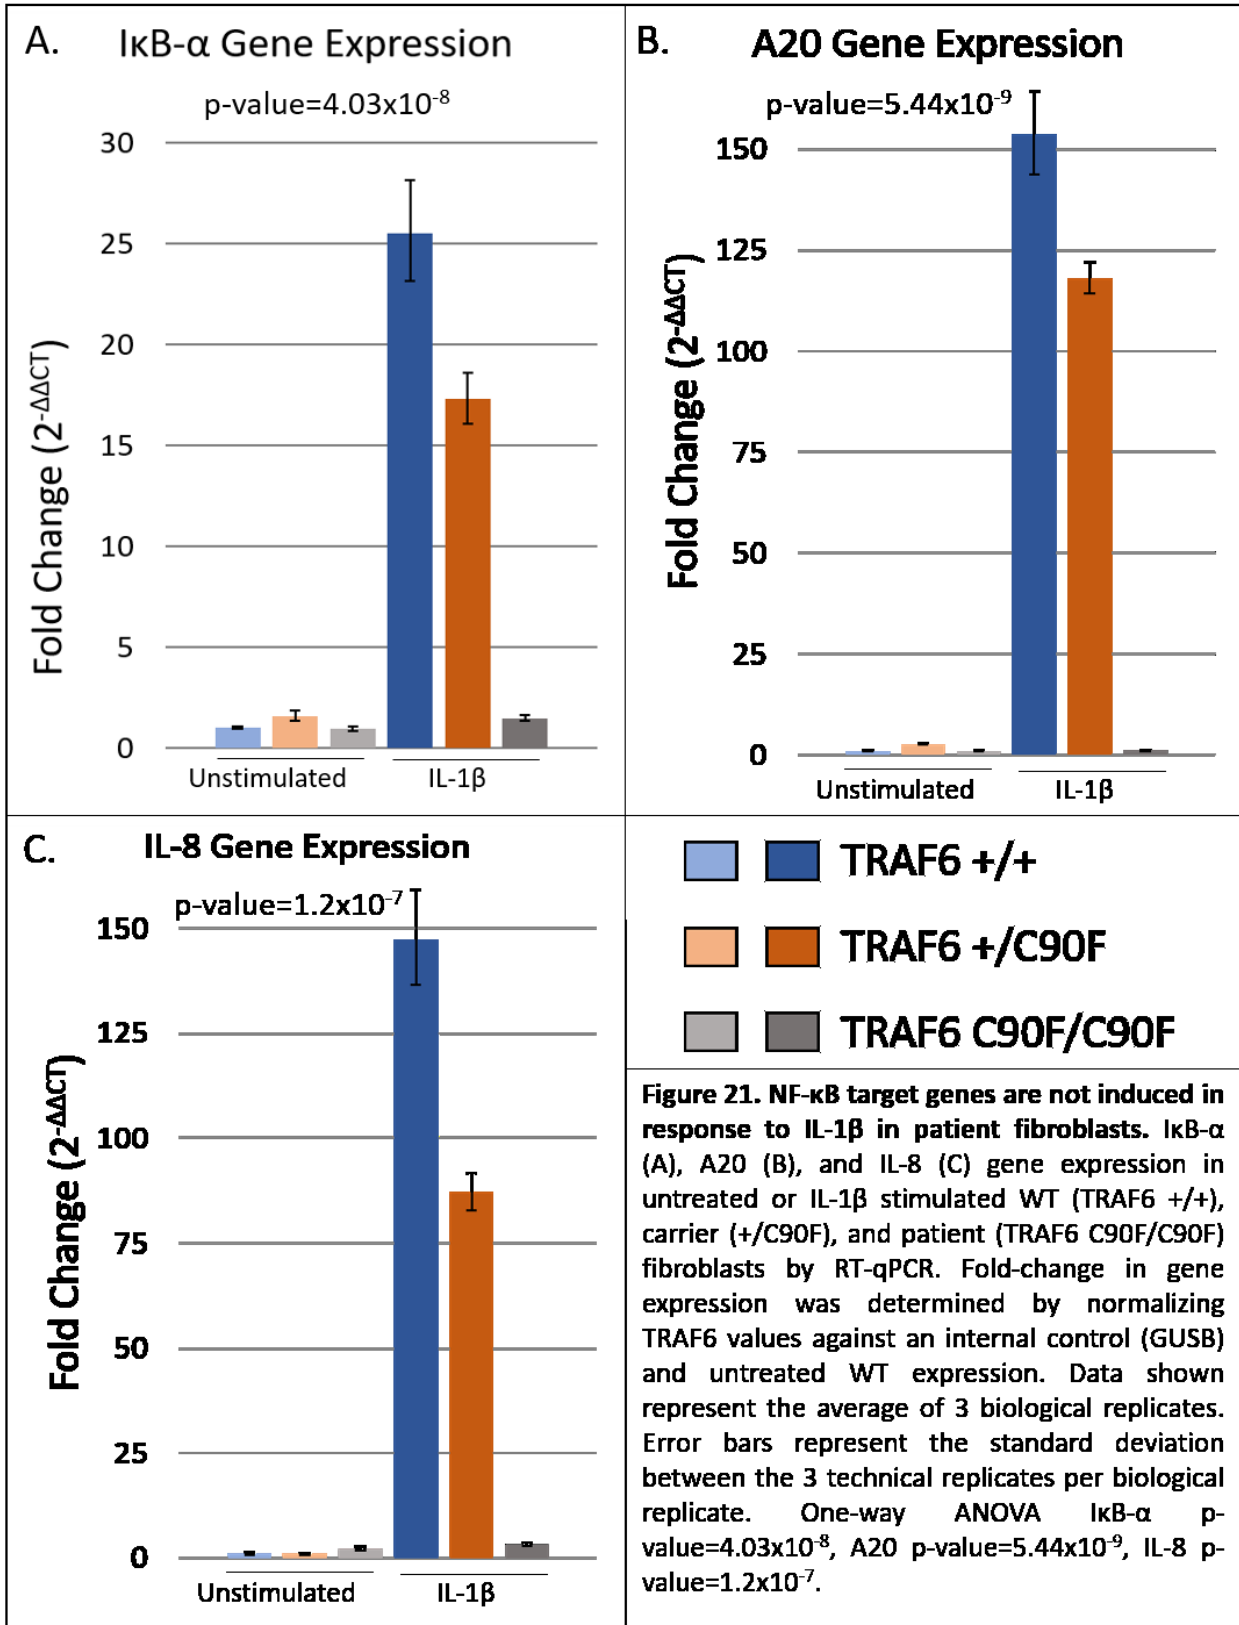 A. IκB-α Gene Expression
p-value=4.03x10-8
Fold Change (2-ΔΔCT)
30
25
20
15
10
5
0
Unstimulated IL-1β
B. A20 Gene Expression
p-value=5.44x10-9
Fold Change (2-ΔΔCT)
150
125
100
75
50
25
0
Unstimulated IL-1β
C. IL-8 Gene Expression
p-value=1.2x10-7
Fold Change (2-ΔΔCT)
150
125
100
75
50
25
0
Unstimulated IL-1β
TRAF6 +/+
TRAF6 +/C90F
TRAF6 C90F/C90F
Figure 21. NF-κB target genes are not induced in
response to IL-1β in patient fibroblasts. IκB-α
(A), A20 (B), and IL-8 (C) gene expression in
untreated or IL-1β stimulated WT (TRAF6 +/+),
carrier (+/C90F), and patient (TRAF6 C90F/C90F)
fibroblasts by RT-qPCR. Fold-change in gene
expression was determined by normalizing
TRAF6 values against an internal control (GUSB)
and untreated WT expression. Data shown
represent the average of 3 biological replicates.
Error bars represent the standard deviation
between the 3 technical replicates per biological
replicate. One-way ANOVA IκB-α p-
value=4.03x10-8, A20 p-value=5.44x10-9, IL-8 p-
value=1.2x10-7.